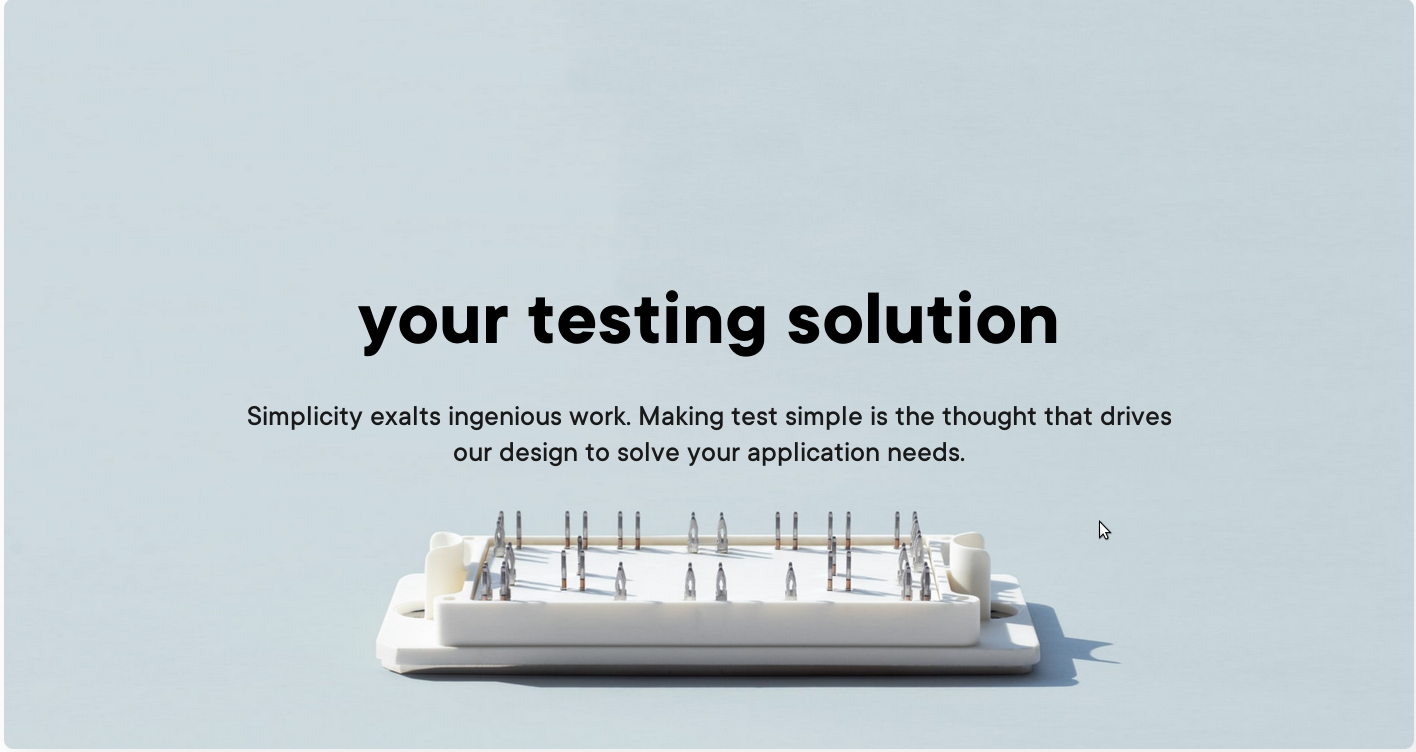 your testing solution
Simplicity exalts ingenious work. Making test simple is the thought that drives
our design to solve your application needs.